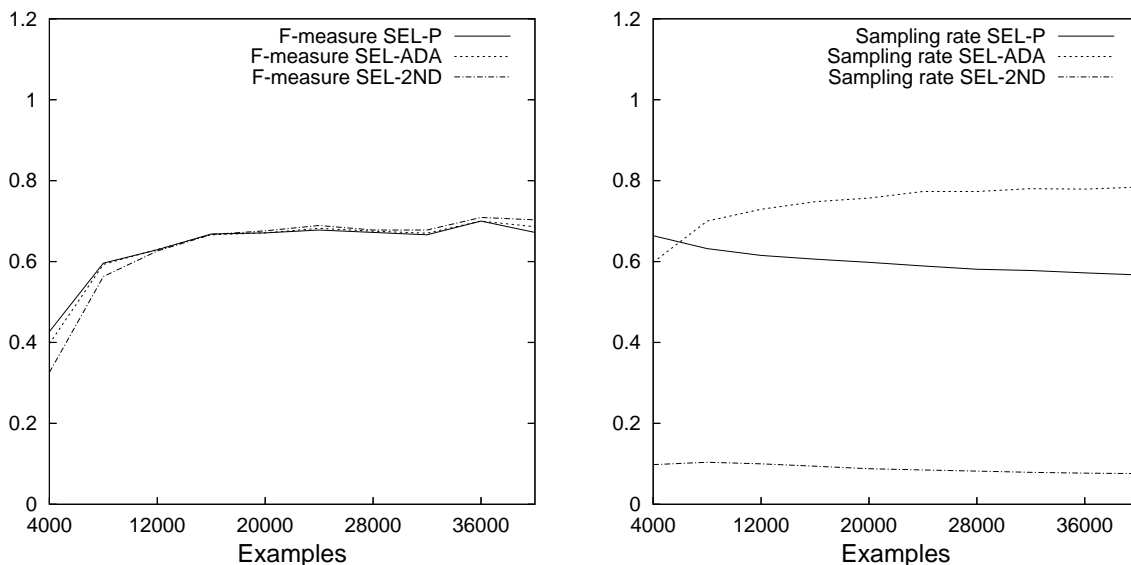 1.2
1
0.8
0.6
0.4
0.2
0
F-measure SEL-P
F-measure SEL-ADA
F-measure SEL-2ND
4000 12000 20000 28000 36000
Examples
1.2
1
0.8
0.6
0.4
0.2
0
Sampling rate SEL-P
Sampling rate SEL-ADA
Sampling rate SEL-2ND
4000 12000 20000 28000 36000
Examples